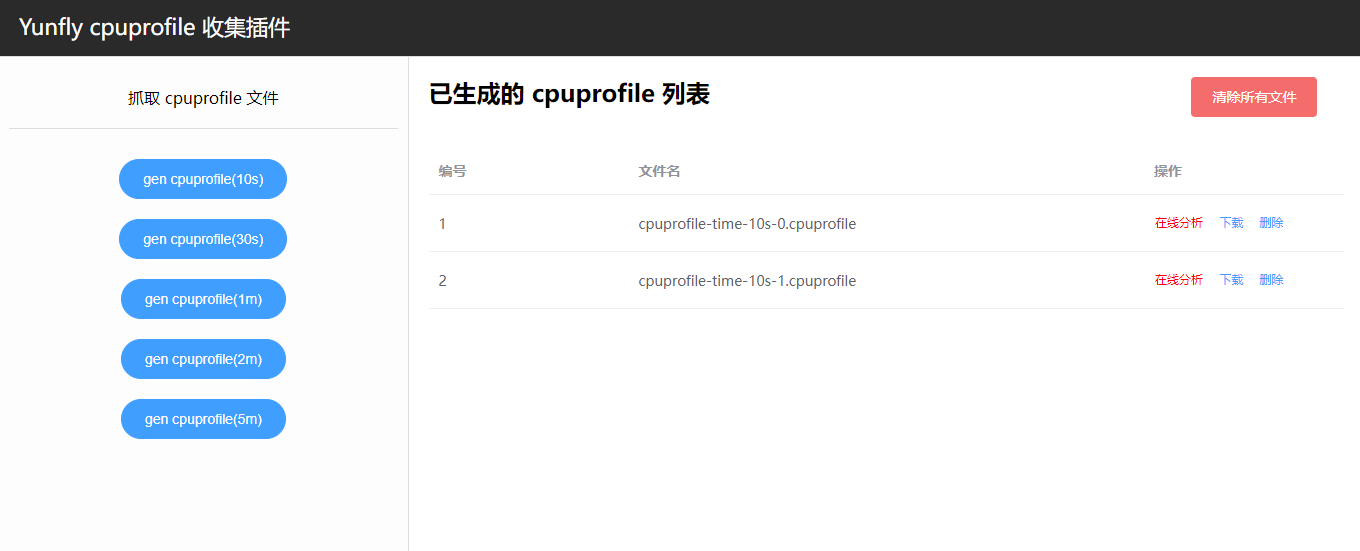 Yunfly cpuprofile 收集插件
抓取 cpuprofile 文件
gen cpuprofile(10s)
gen cpuprofile(30s)
gen cpuprofile(1m)
gen cpuprofile(2m)
gen cpuprofile(5m)
已生成的 cpuprofile 列表
清除所有文件
编号 文件名 操作
1 cpuprofile-time-10s-0.cpuprofile 在线分析 下载 删除
2 cpuprofile-time-10s-1.cpuprofile 在线分析 下载 删除